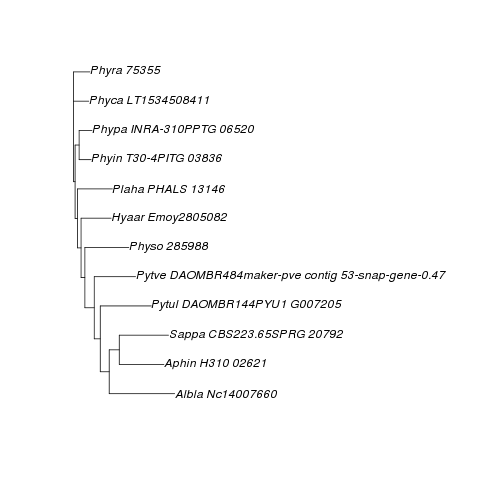 Phyra 75355
Phyca LT1534508411
Phypa INRA-310PPTG 06520
Phyin T30-4PITG 03836
Plaha PHALS 13146
Hyaar Emoy2805082
Physo 285988
Pytve DAOMBR484maker-pve contig 53-snap-gene-0.47
Pytul DAOMBR144PYU1 G007205
Sappa CBS223.65SPRG 20792
Aphin H310 02621
Albla Nc14007660